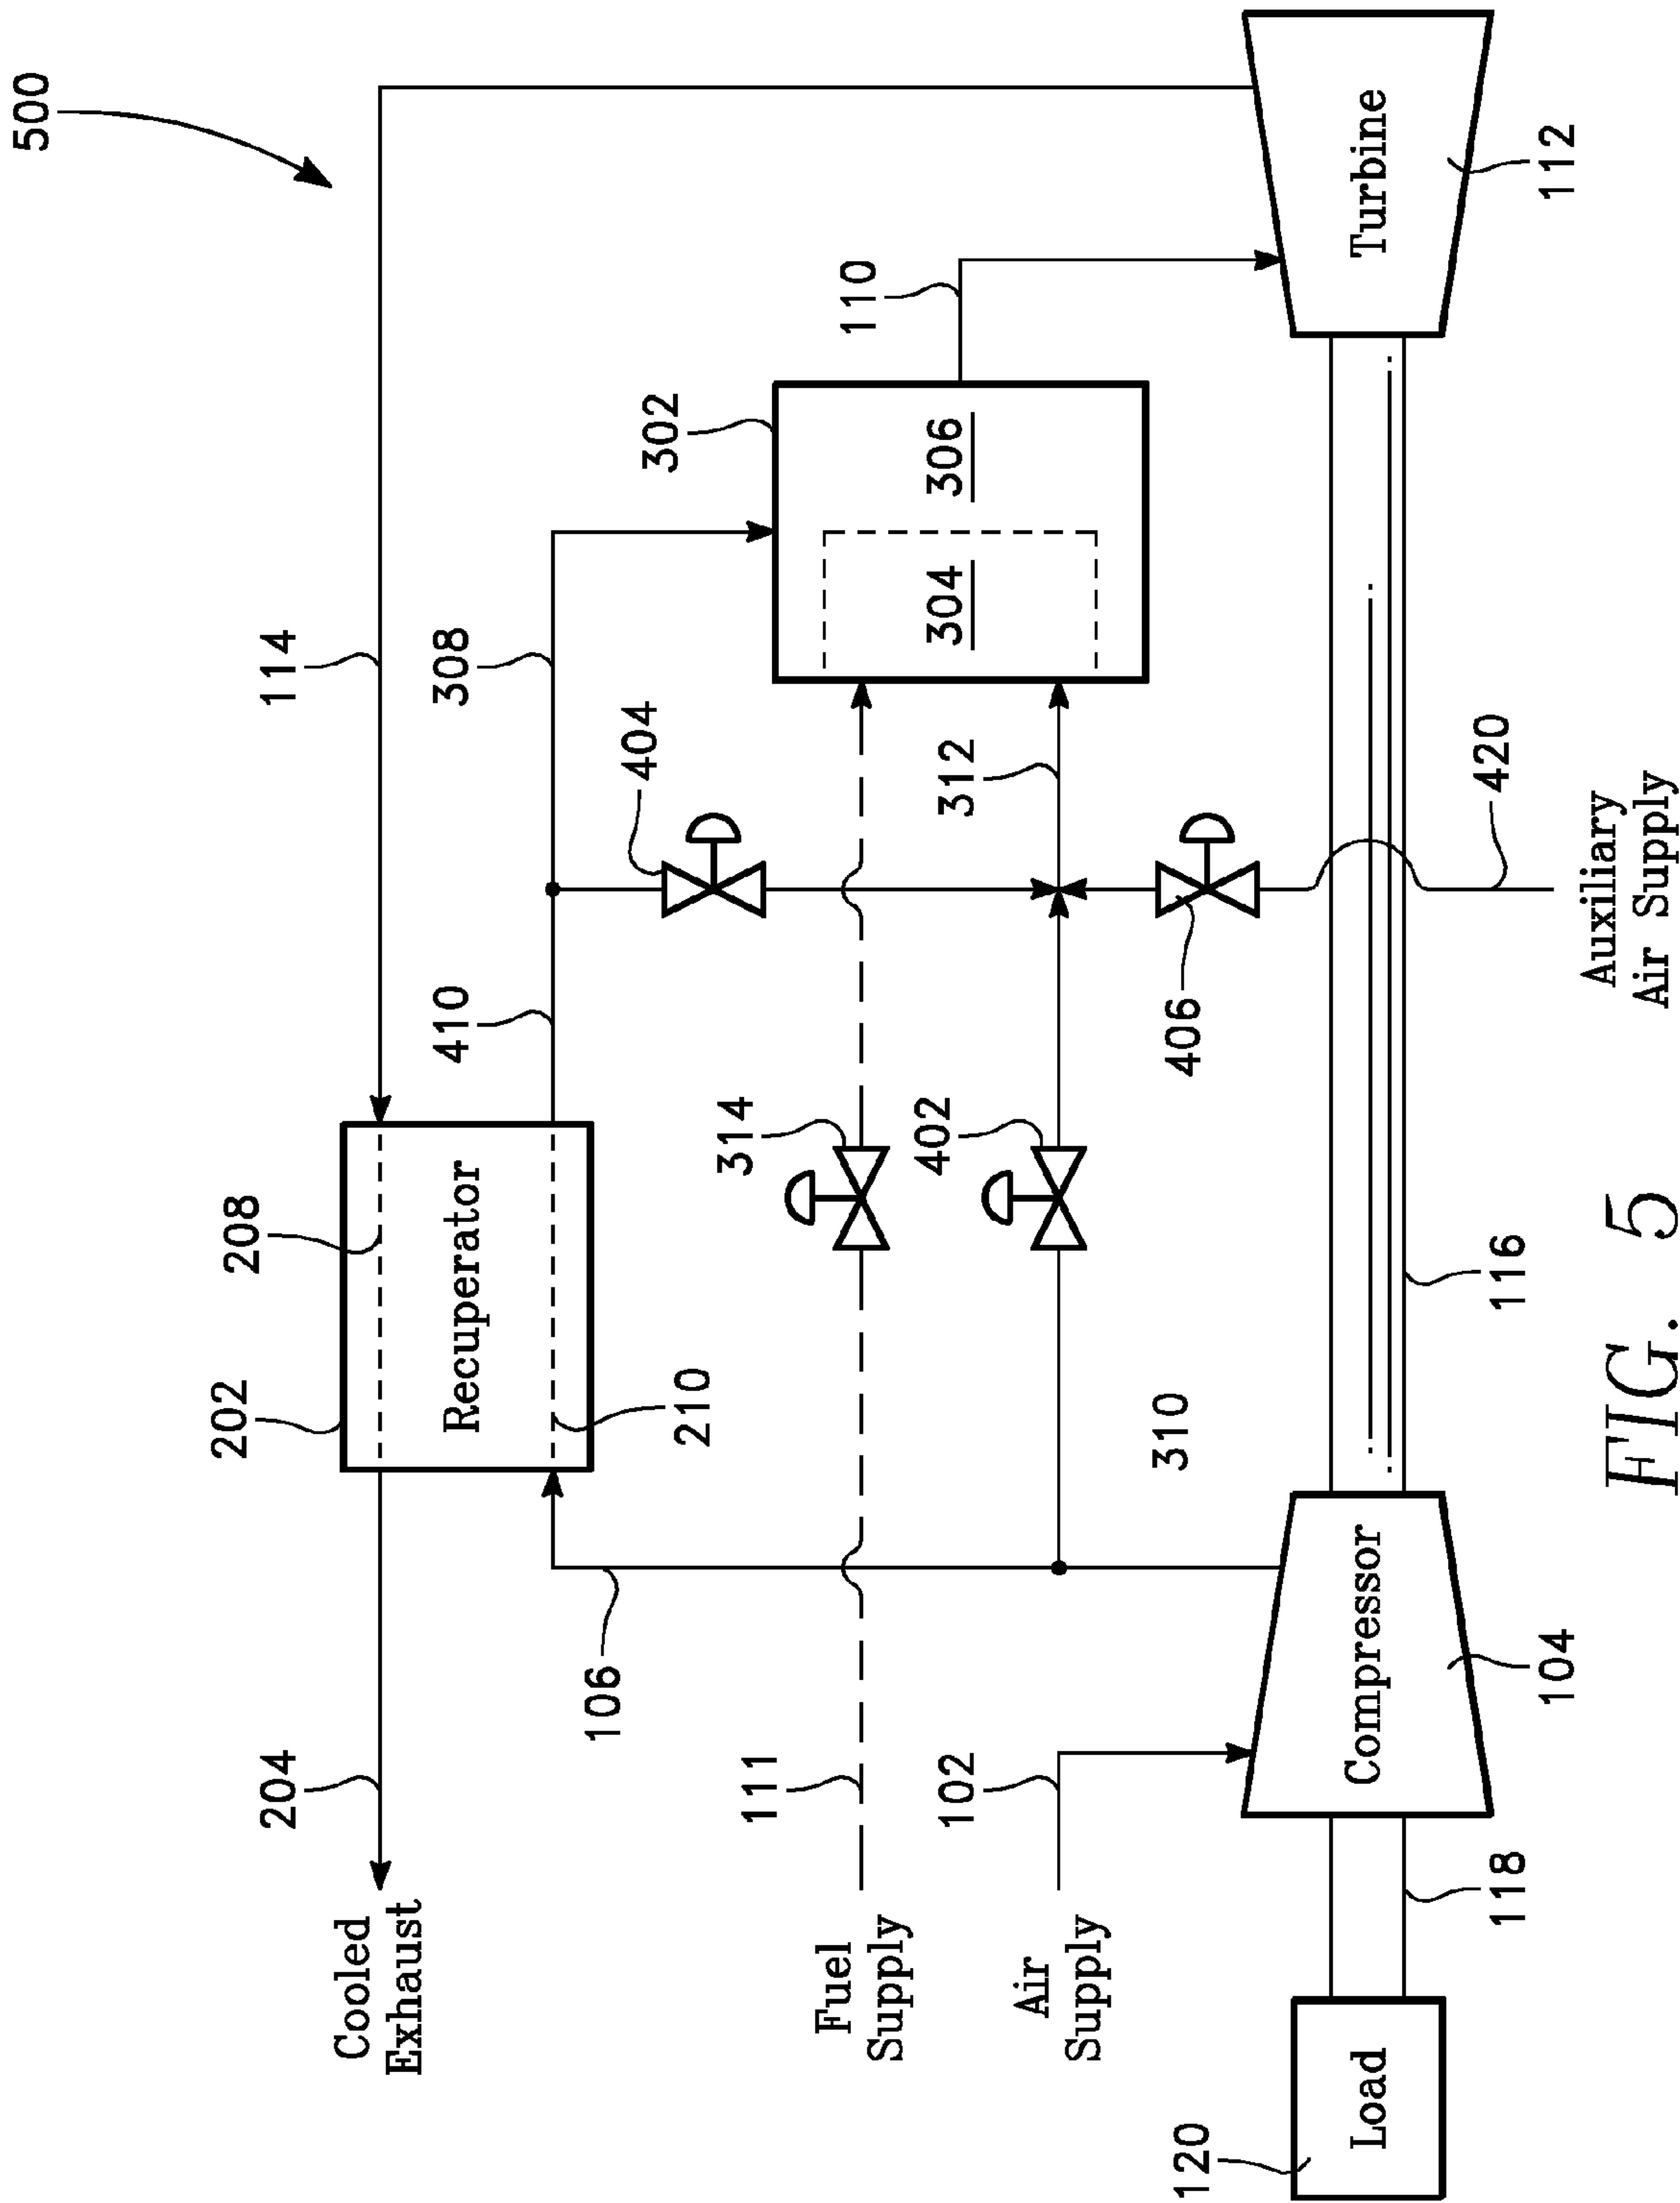 500
114
308
410
208
202
204
Cooled
Exhaust
Recuperator
210
106
404
302
110
304
306
314
111
Fuel
Supply
312
402
102
Air
Supply
406
310
420
Auxiliary
Air Supply
120
Load
118
Compressor
104
116
Turbine
112
FIG. 5